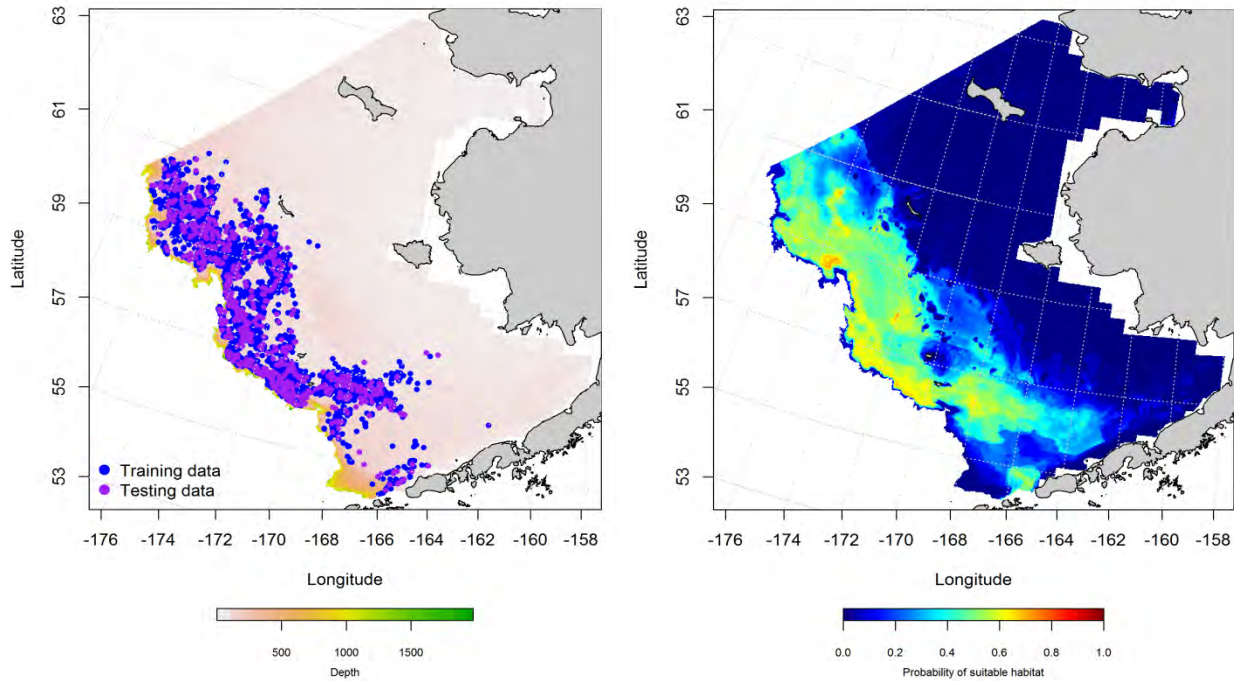 63
61
59
57
55
53
Latitude
Training data
Testing data
-176 -174 -172 -170 -168 -166 -164 -162 -160 -158
Longitude
500 1000 1500
Depth
63
61
59
57
55
53
Latitude
-176 -174 -172 -170 -168 -166 -164 -162 -160 -158
Longitude
0.0 0.2 0.4 0.6 0.8 1.0
Probability of suitable habitat